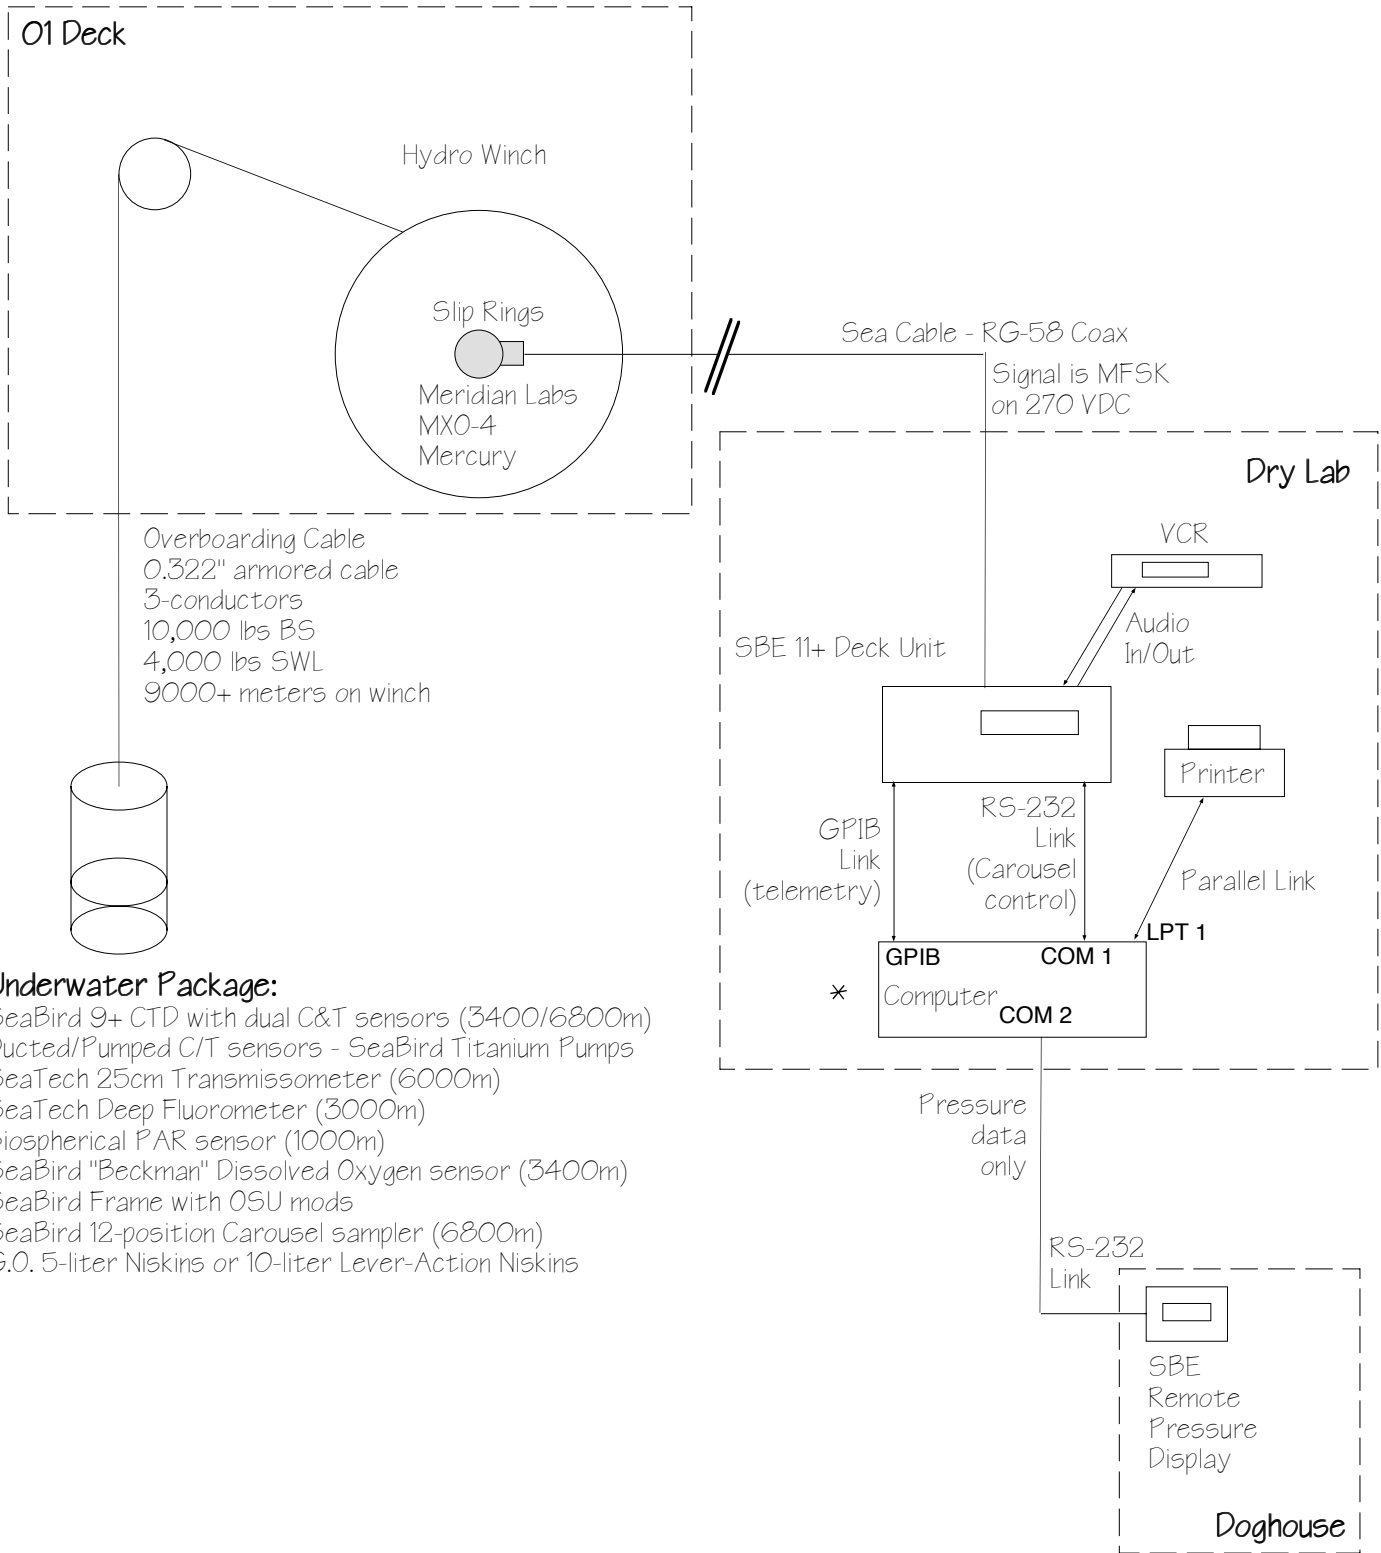 O1 Deck
Hydro Winch
Slip Rings
Meridian Labs
MXO-4
Mercury
Sea Cable - RG-58 Coax
Signal is MFSK
on 270 VDC
Overboarding Cable
0.322" armored cable
3-conductors
10,000 lbs BS
4,000 lbs SWL
9000+ meters on winch
Dry Lab
VCR
Audio
In/Out
SBE 11+ Deck Unit
Printer
GPIB
Link
(telemetry)
RS-232
Link
(Carousel
control)
Parallel Link
LPT 1
GPIB
COM 1
* Computer
COM 2
Underwater Package:
SeaBird 9+ CTD with dual C&T sensors (3400/6800m)
Ducted/Pumped C/T sensors - SeaBird Titanium Pumps
SeaTech 25cm Transmissometer (6000m)
SeaTech Deep Fluorometer (3000m)
Biospherical PAR sensor (1000m)
SeaBird "Beckman" Dissolved Oxygen sensor (3400m)
SeaBird Frame with OSU mods
SeaBird 12-position Carousel sampler (6800m)
G.O. 5-liter Niskins or 10-liter Lever-Action Niskins
Pressure
data
only
RS-232
Link
SBE
Remote
Pressure
Display
Doghouse